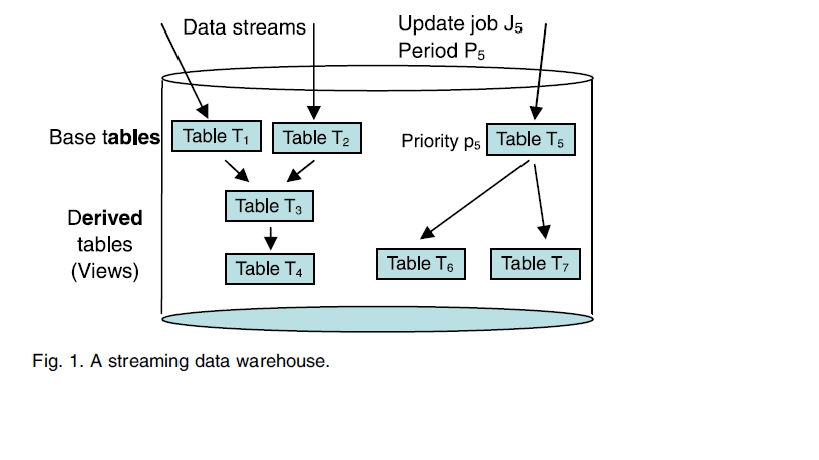 Data streams
Update job J5
Period P5
Base tables
Table T1
Table T2
Priority p5
Table T5
Table T3
Derived
tables
(Views)
Table T4
Table T6
Table T7
Fig. 1. A streaming data warehouse.